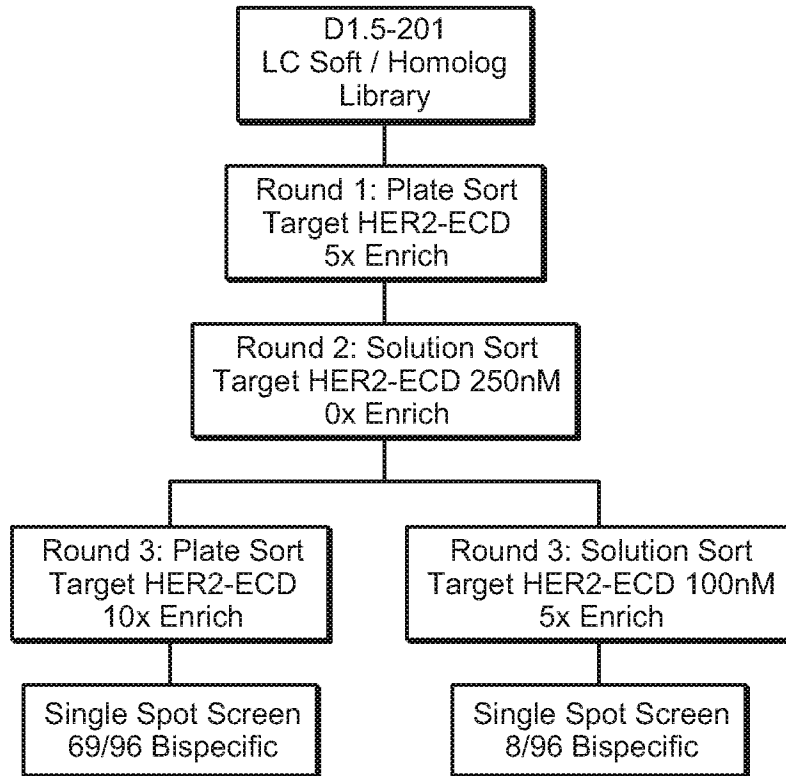 D1.5-201
LC Soft / Homolog
Library
Round 1: Plate Sort
Target HER2-ECD
5x Enrich
Round 2: Solution Sort
Target HER2-ECD 250nM
0x Enrich
Round 3: Plate Sort
Target HER2-ECD
10x Enrich
Round 3: Solution Sort
Target HER2-ECD 100nM
5x Enrich
Single Spot Screen
69/96 Bispecific
Single Spot Screen
8/96 Bispecific